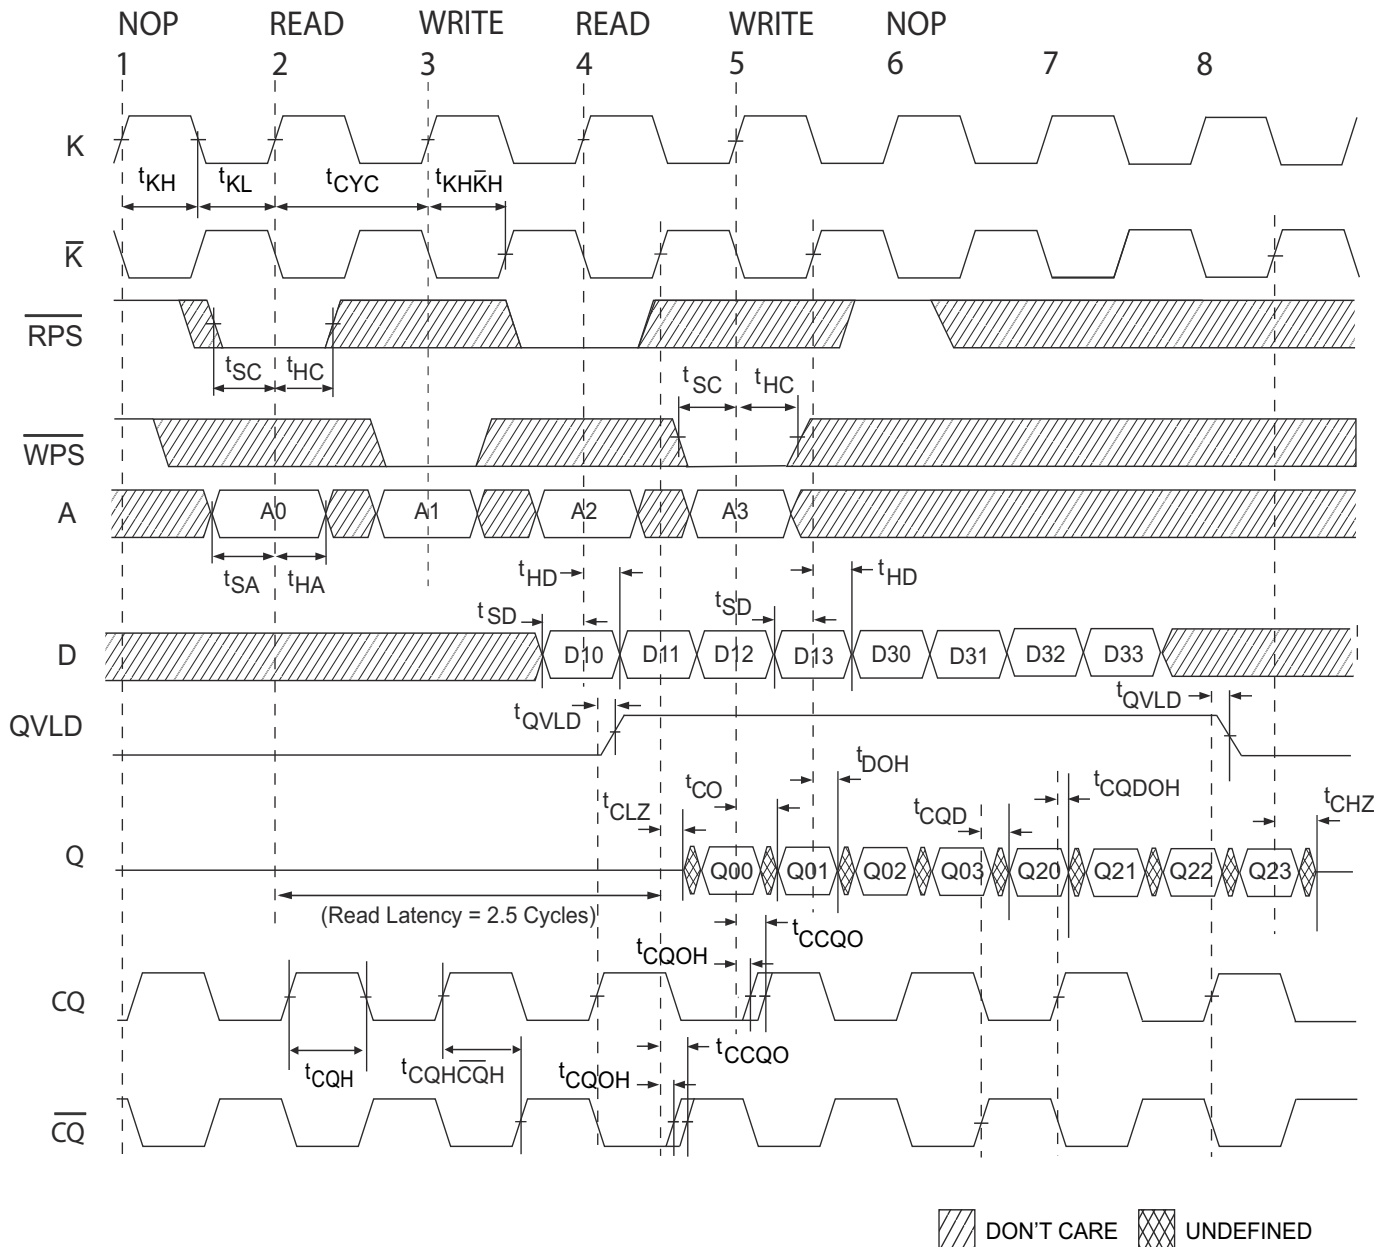 NOP READ WRITE READ WRITE NOP
1 2 3 4 5 6 7 8
K
tKH tKL tCYC tKHK̅H
K̅
R̅P̅S̅
tSC tHC tSC tHC
W̅P̅S̅
A A0 A1 A2 A3
tSA tHA tHD tHD
tSD tSD
D D10 D11 D12 D13 D30 D31 D32 D33
tQVLD tQVLD
QVLD
tDOH
tCO tCQDOH
tCLZ tCQD tCHZ
Q Q00 Q01 Q02 Q03 Q20 Q21 Q22 Q23
(Read Latency = 2.5 Cycles)
tCCQO
tCQOH
CQ
tCCQO
tCQH tCQHC̅Q̅H tCQOH
C̅Q̅
DON'T CARE UNDEFINED